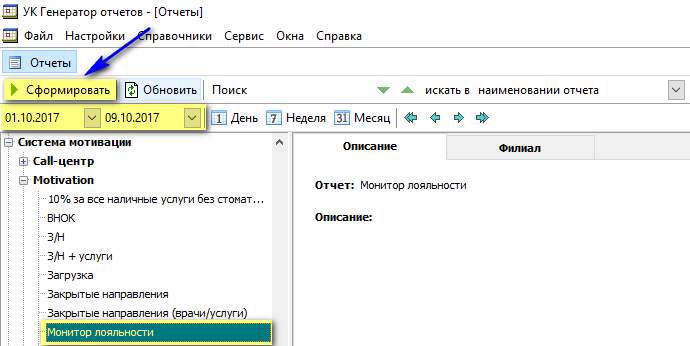 УК Генератор отчетов - [Отчеты]
Файл Настройки Справочники Сервис Окна Справка
Отчеты
Сформировать Обновить Поиск искать в наименовании отчета
01.10.2017 09.10.2017 1 День 7 Неделя 31 Месяц
Система мотивации
Call-центр
Motivation
10% за все наличные услуги без стомат...
ВНОК
З/Н
З/Н + услуги
Загрузка
Закрытые направления
Закрытые направления (врачи/услуги)
Монитор лояльности
Описание Филиал
Отчет: Монитор лояльности
Описание: